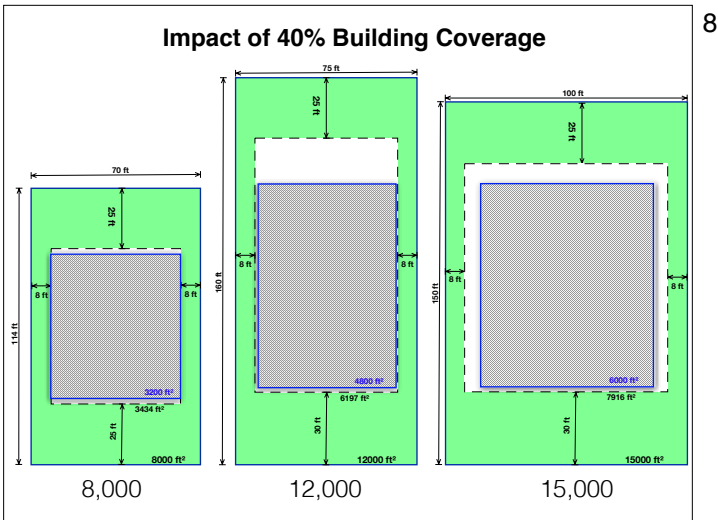 8
Impact of 40% Building Coverage
70 ft
25 ft
114 ft
8 ft
8 ft
3200 ft²
3434 ft²
25 ft
8000 ft²
8,000
75 ft
25 ft
160 ft
8 ft
8 ft
4800 ft²
6197 ft²
30 ft
12000 ft²
12,000
100 ft
25 ft
150 ft
8 ft
8 ft
6000 ft²
7916 ft²
30 ft
15000 ft²
15,000